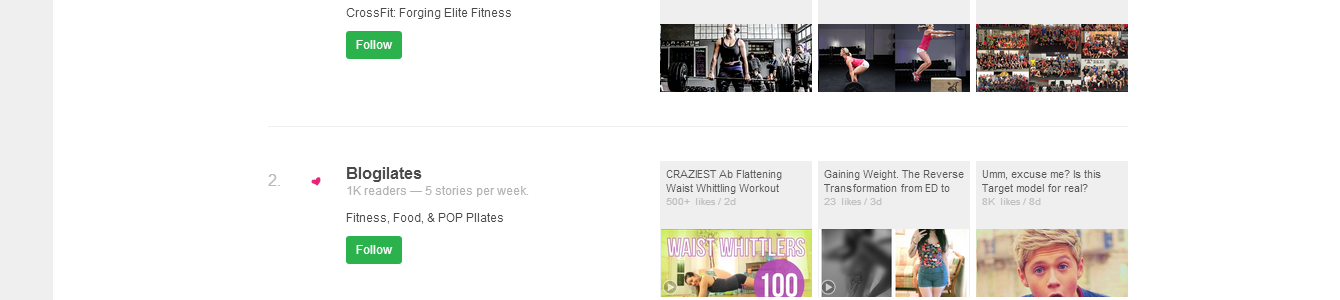 CrossFit: Forging Elite Fitness
Follow
2.
Blogilates
1K readers — 5 stories per week.
Fitness, Food, & POP PIlates
Follow
CRAZIEST Ab Flattening
Waist Whittling Workout
500+ likes / 2d
Gaining Weight. The Reverse
Transformation from ED to
23 likes / 3d
Umm, excuse me? Is this
Target model for real?
8K likes / 8d
WAIST WHITTLERS
100